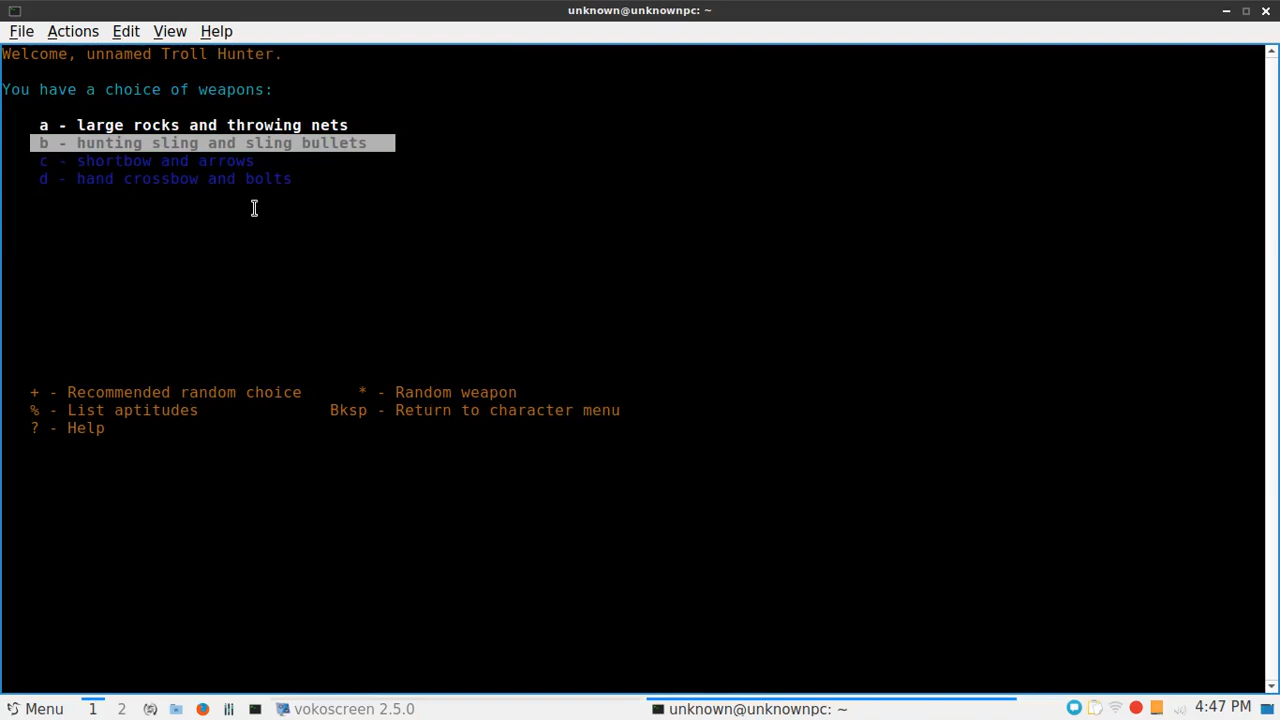 unknown@unknownpc: ~
File Actions Edit View Help
Welcome, unnamed Troll Hunter.
You have a choice of weapons:
a - large rocks and throwing nets
b - hunting sling and sling bullets
c - shortbow and arrows
d - hand crossbow and bolts
+ - Recommended random choice * - Random weapon
% - List aptitudes Bksp - Return to character menu
? - Help
Menu 1 2 vokoscreen 2.5.0 unknown@unknownpc: ~ 4:47 PM